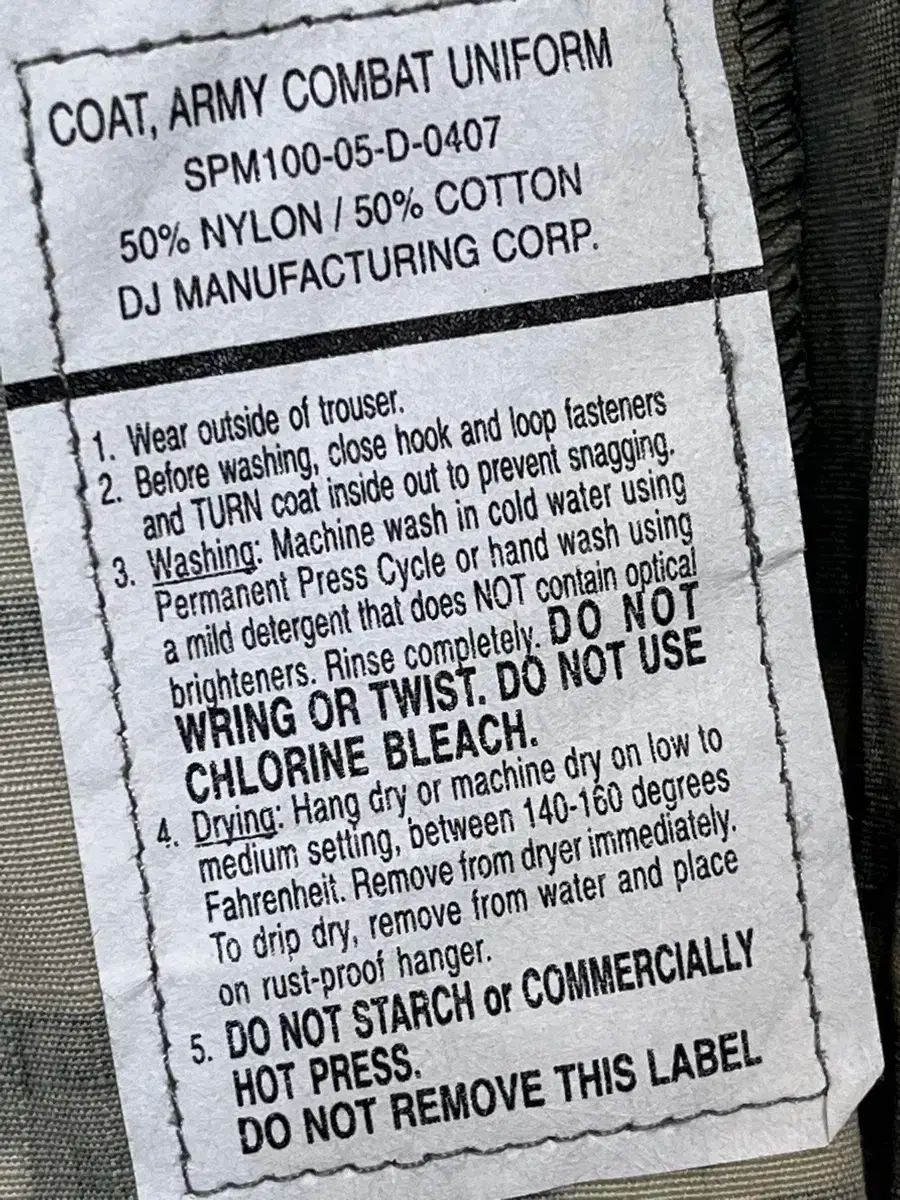 COAT, ARMY COMBAT UNIFORM
SPM100-05-D-0407
50% NYLON / 50% COTTON
DJ MANUFACTURING CORP.
1. Wear outside of trouser.
2. Before washing, close hook and loop fasteners
and TURN coat inside out to prevent snagging.
3. Washing: Machine wash in cold water using
Permanent Press Cycle or hand wash using
a mild detergent that does NOT contain optical
brighteners. Rinse completely. DO NOT
WRING OR TWIST. DO NOT USE
CHLORINE BLEACH.
4. Drying: Hang dry or machine dry on low to
medium setting, between 140-160 degrees
Fahrenheit. Remove from dryer immediately.
To drip dry, remove from water and place
on rust-proof hanger.
5. DO NOT STARCH or COMMERCIALLY
HOT PRESS.
DO NOT REMOVE THIS LABEL